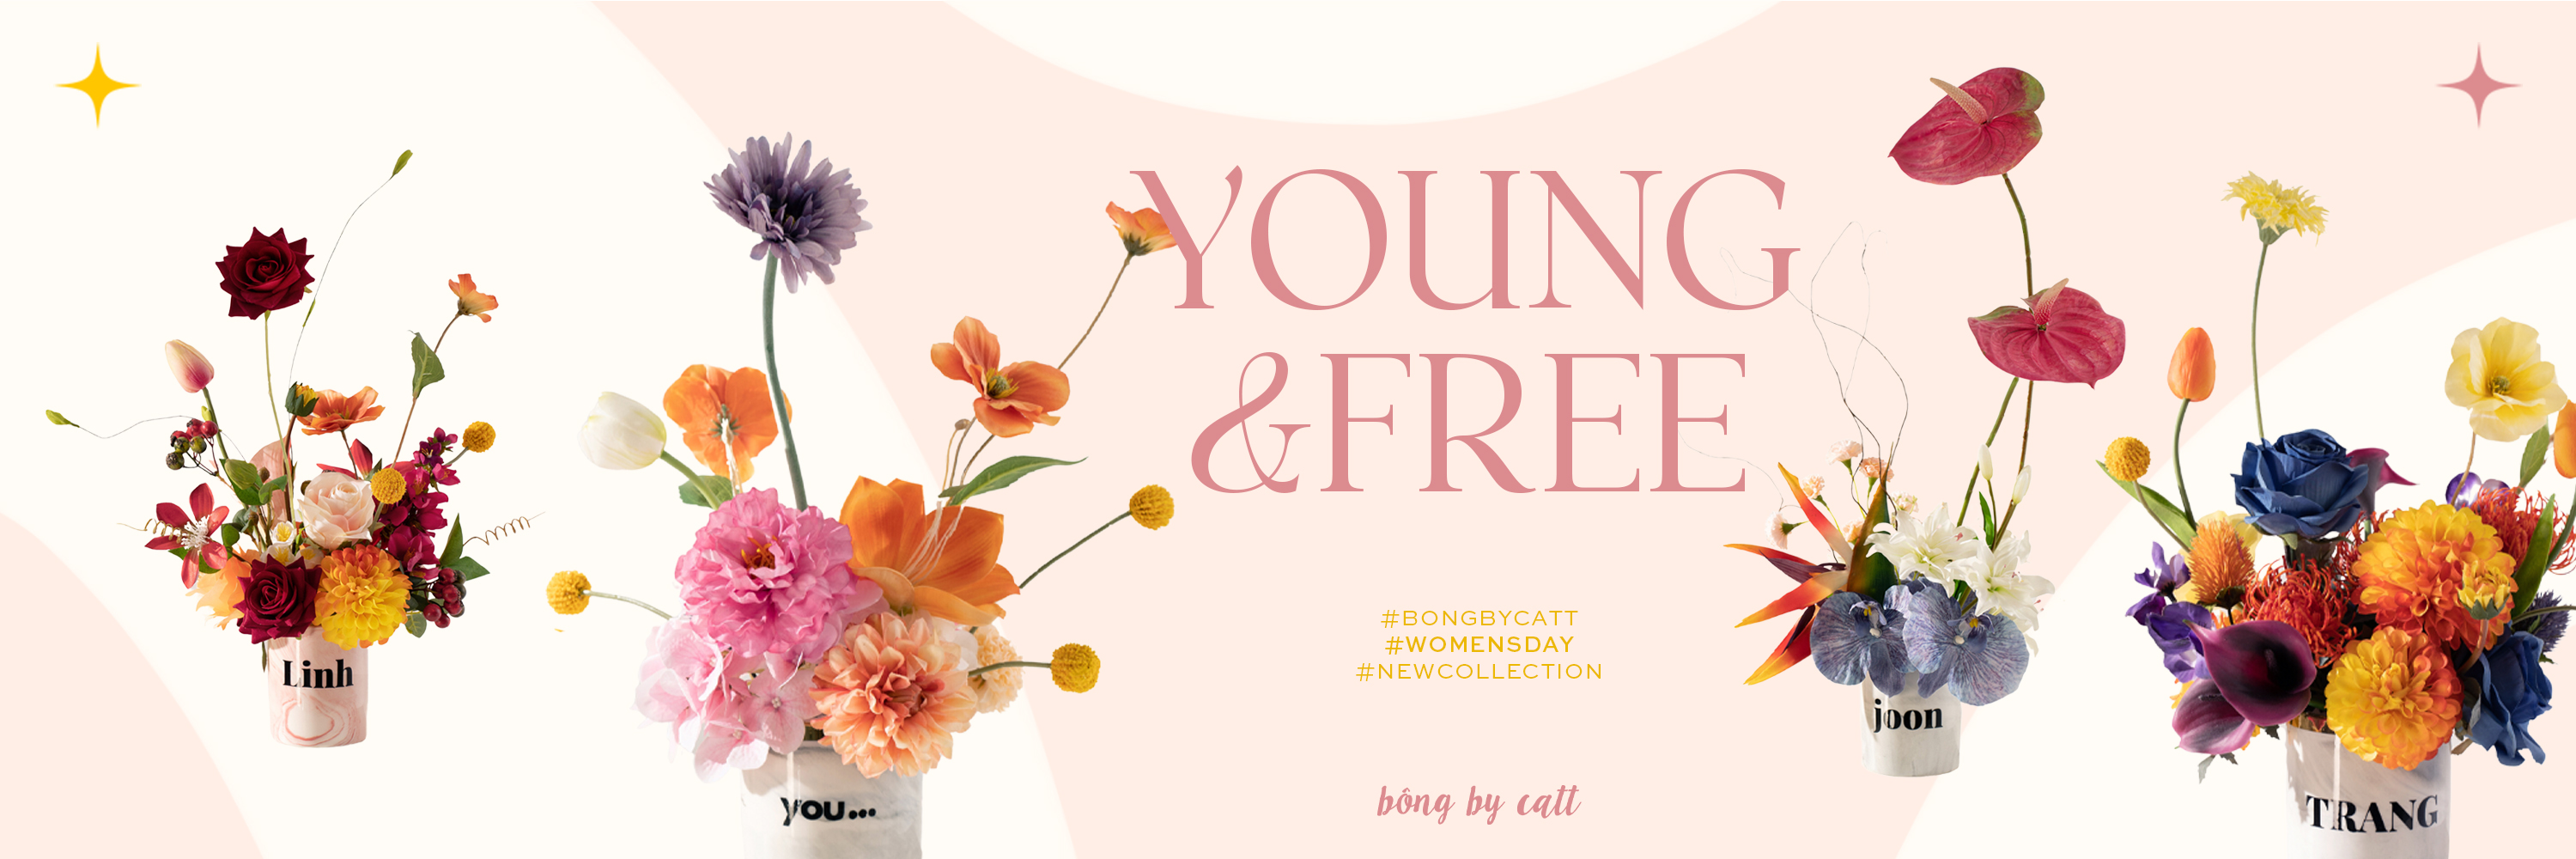 YOUNG
&FREE
#BONGBYCATT
#WOMENSDAY
#NEWCOLLECTION
bông by catt
Linh
YOU...
joon
TRANG